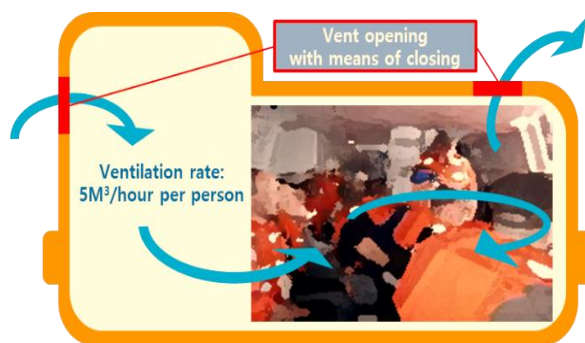 Vent opening
with means of closing
Ventilation rate:
5M³/hour per person